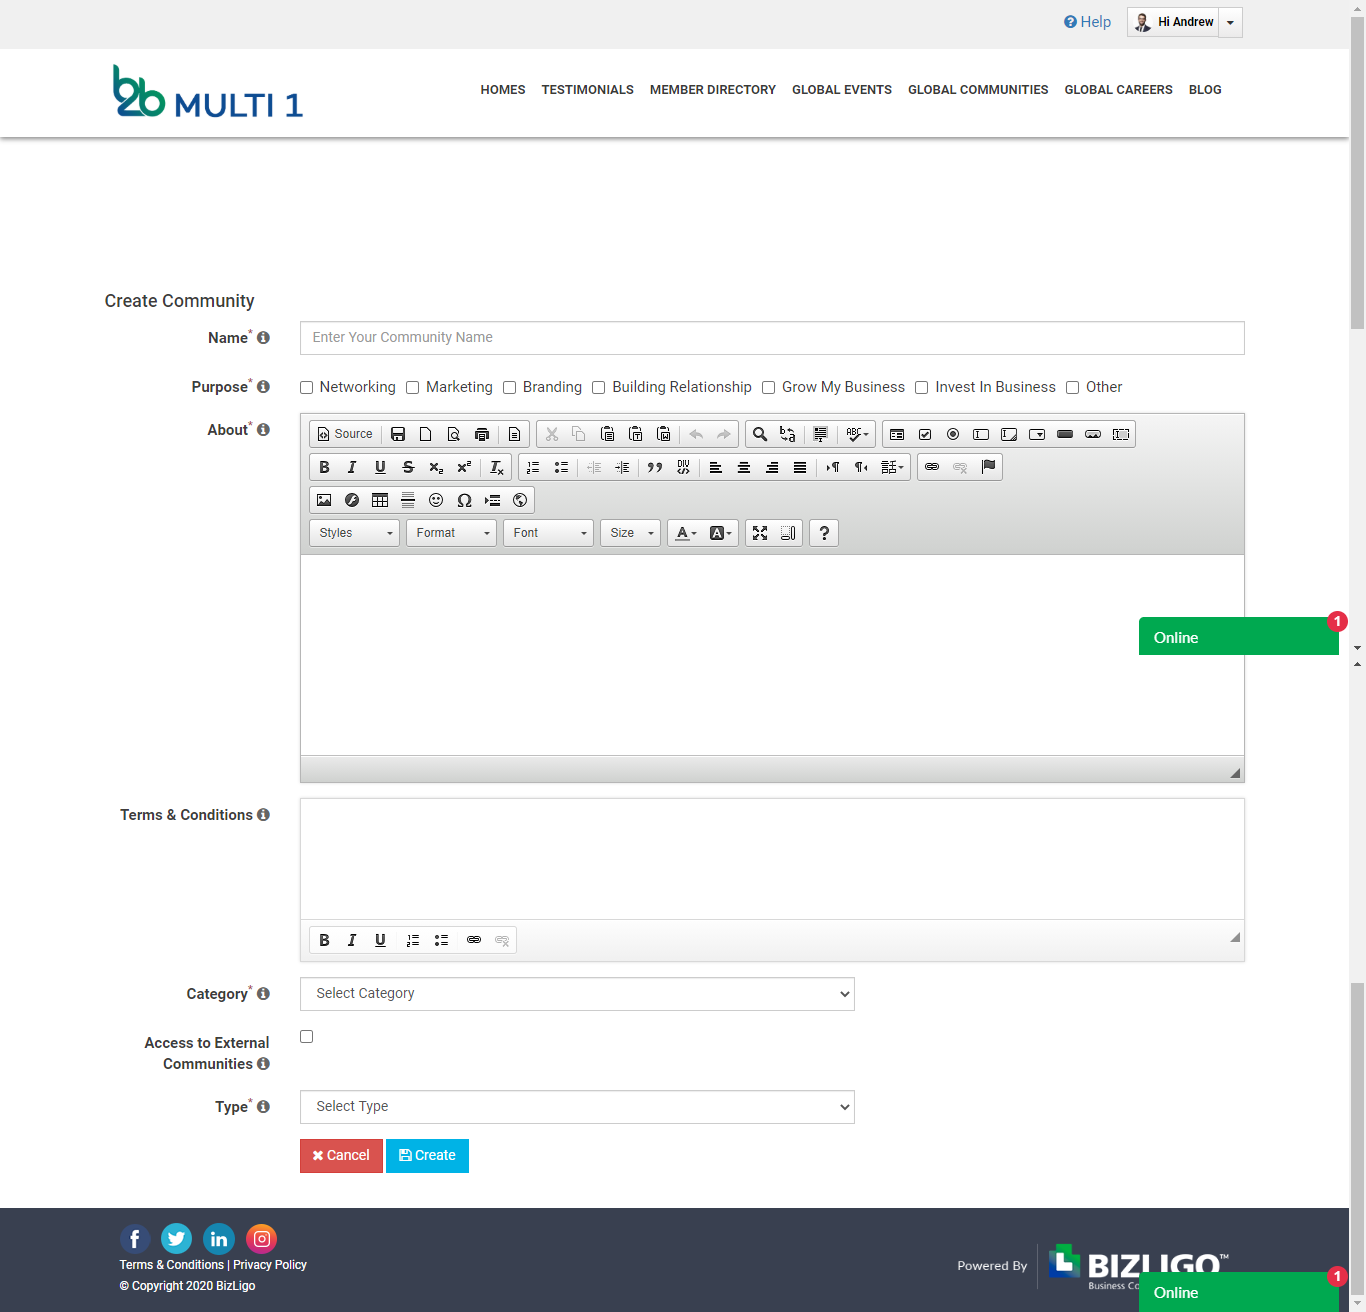 Help
Hi Andrew
b2b MULTI 1
HOMES TESTIMONIALS MEMBER DIRECTORY GLOBAL EVENTS GLOBAL COMMUNITIES GLOBAL CAREERS BLOG
Create Community
Name*
Enter Your Community Name
Purpose*
Networking Marketing Branding Building Relationship Grow My Business Invest In Business Other
About*
Source
Styles Format Font Size
Online
1
Terms & Conditions
Category*
Select Category
Access to External
Communities
Type*
Select Type
Cancel Create
Terms & Conditions | Privacy Policy
© Copyright 2020 BizLigo
Powered By
BIZLIGO™
Business Co
Online
1